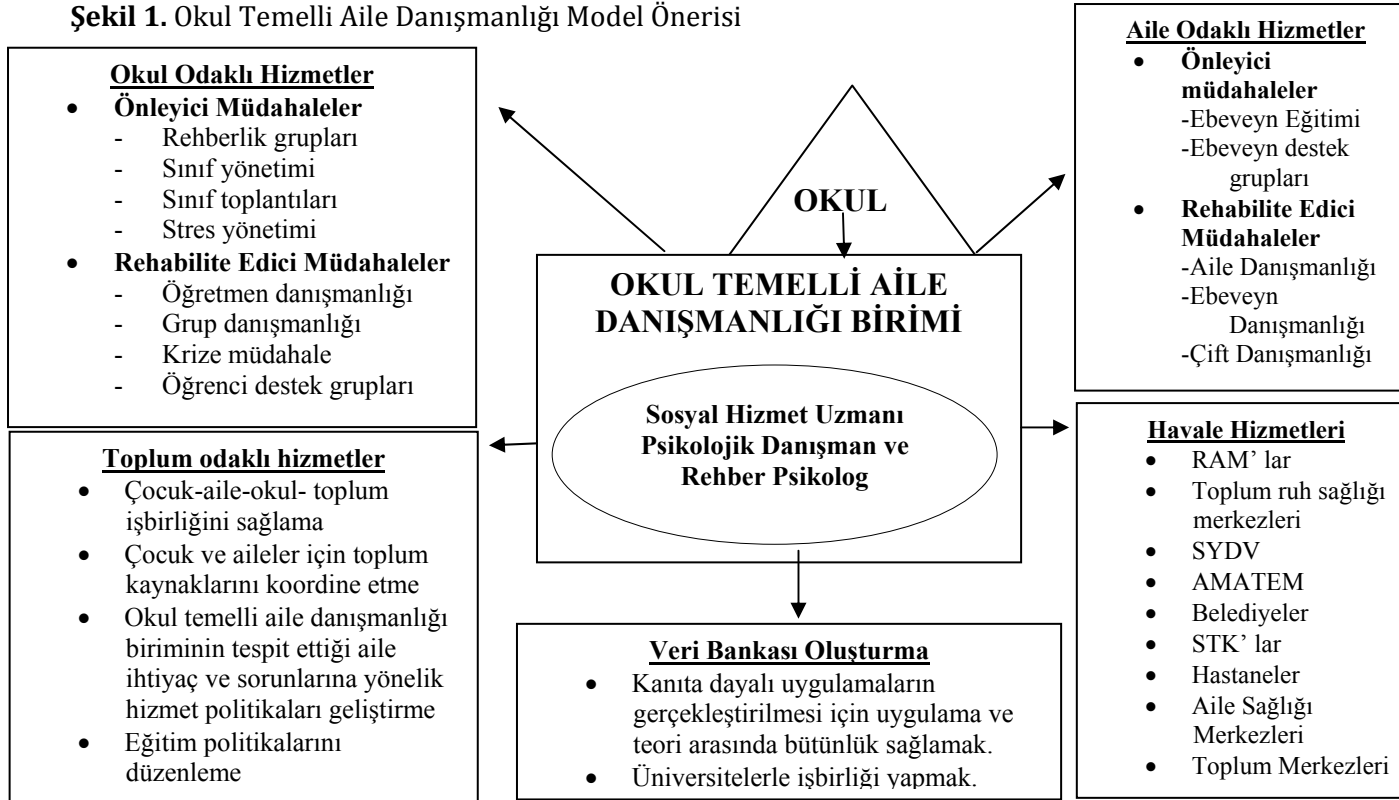 Şekil 1. Okul Temelli Aile Danışmanlığı Model Önerisi
Okul Odaklı Hizmetler
• Önleyici Müdahaleler
- Rehberlik grupları
- Sınıf yönetimi
- Sınıf toplantıları
- Stres yönetimi
• Rehabilite Edici Müdahaleler
- Öğretmen danışmanlığı
- Grup danışmanlığı
- Krize müdahale
- Öğrenci destek grupları
OKUL
OKUL TEMELLİ AİLE
DANIŞMANLIĞI BİRİMİ
Sosyal Hizmet Uzmanı
Psikolojik Danışman ve
Rehber Psikolog
Aile Odaklı Hizmetler
• Önleyici
müdahaleler
-Ebeveyn Eğitimi
-Ebeveyn destek
grupları
• Rehabilite Edici
Müdahaleler
-Aile Danışmanlığı
-Ebeveyn
Danışmanlığı
-Çift Danışmanlığı
Toplum odaklı hizmetler
• Çocuk-aile-okul- toplum
işbirliğini sağlama
• Çocuk ve aileler için toplum
kaynaklarını koordine etme
• Okul temelli aile danışmanlığı
biriminin tespit ettiği aile
ihtiyaç ve sorunlarına yönelik
hizmet politikaları geliştirme
• Eğitim politikalarını
düzenleme
Veri Bankası Oluşturma
• Kanıta dayalı uygulamaların
gerçekleştirilmesi için uygulama ve
teori arasında bütünlük sağlamak.
• Üniversitelerle işbirliği yapmak.
Havale Hizmetleri
• RAM’ lar
• Toplum ruh sağlığı
merkezleri
• SYDV
• AMATEM
• Belediyeler
• STK’ lar
• Hastaneler
• Aile Sağlığı
Merkezleri
• Toplum Merkezleri